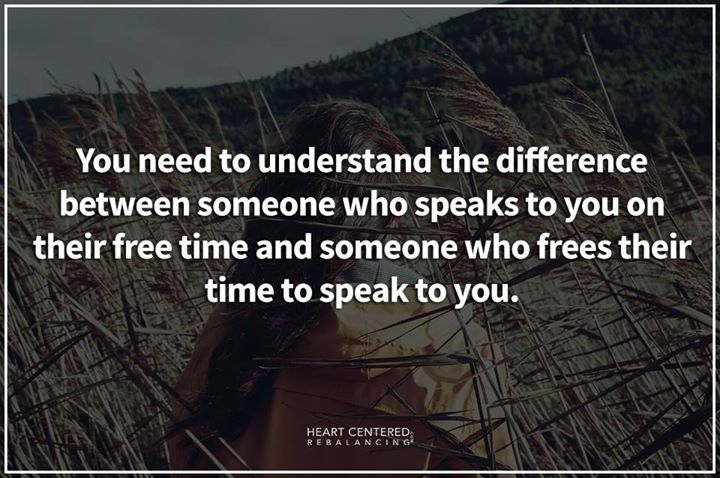 You need to understand the difference
between someone who speaks to you on
their free time and someone who frees their
time to speak to you.
HEART CENTERED
REBALANCING